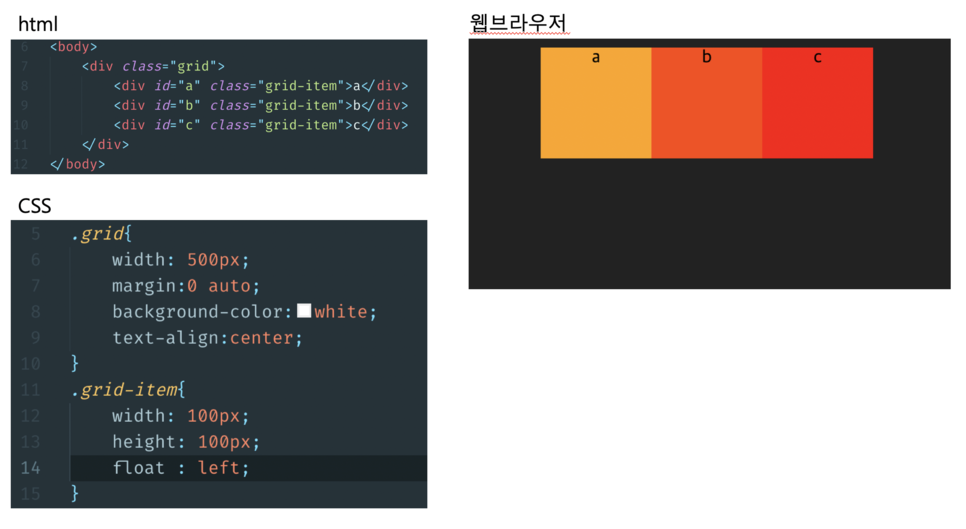 html
6 <body>
7 <div class="grid">
8 <div id="a" class="grid-item">a</div>
9 <div id="b" class="grid-item">b</div>
10 <div id="c" class="grid-item">c</div>
11 </div>
12 </body>
CSS
5 .grid{
6 width: 500px;
7 margin:0 auto;
8 background-color: white;
9 text-align:center;
10 }
11 .grid-item{
12 width: 100px;
13 height: 100px;
14 float : left;
15 }
웹브라우저
a b c